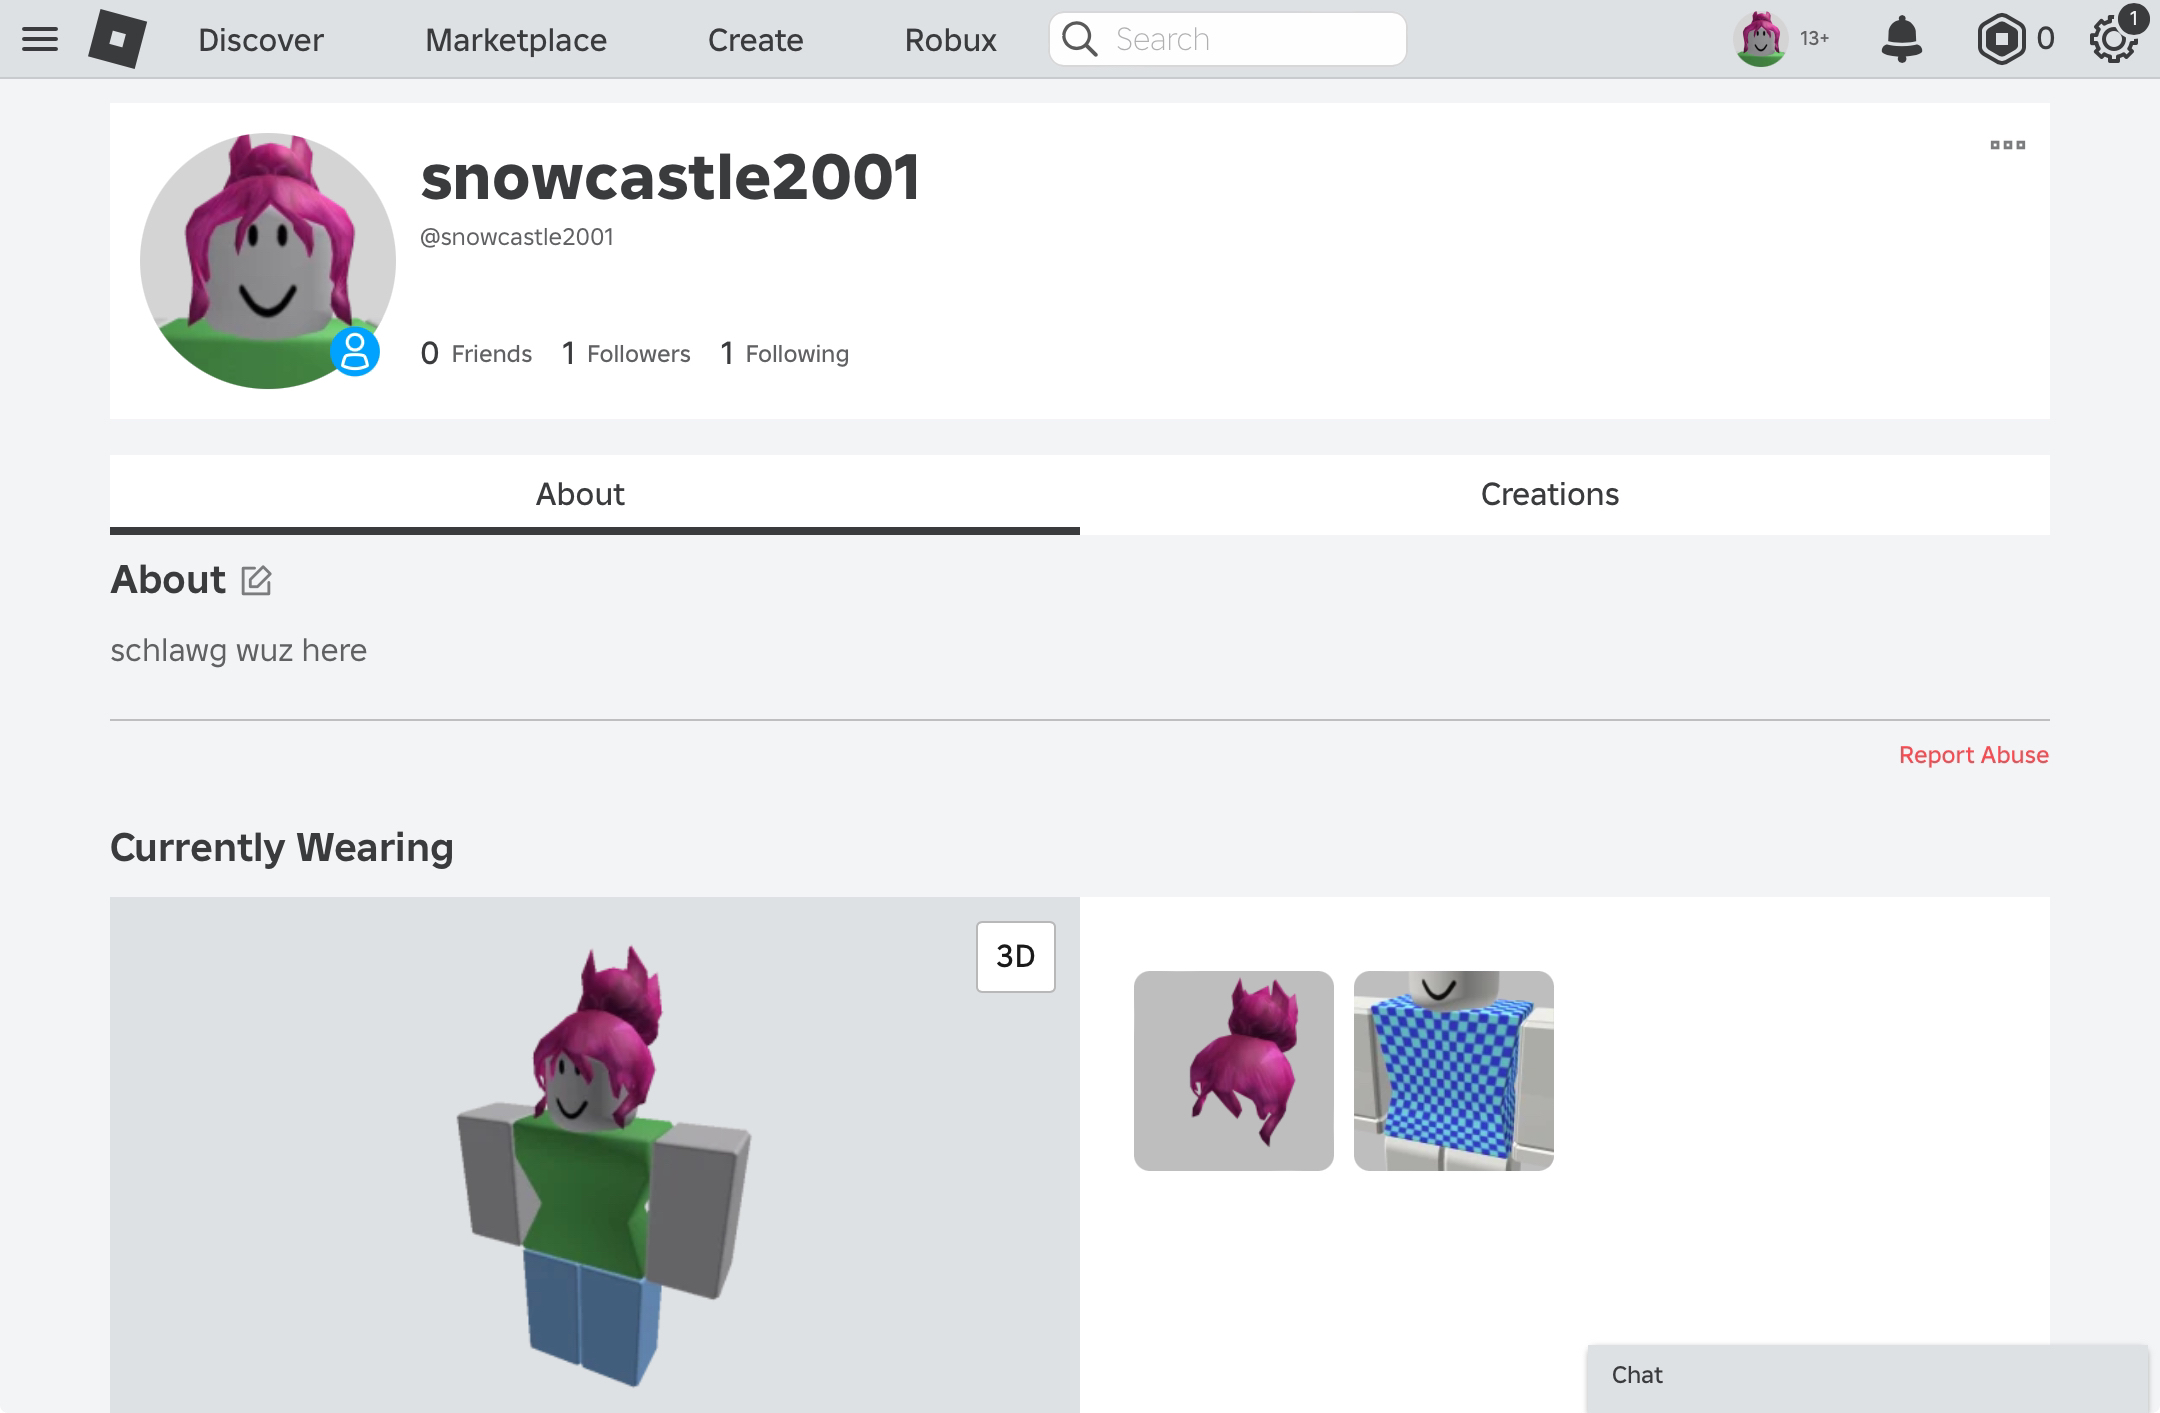 Discover Marketplace Create Robux Search 13+ 0 1
snowcastle2001
@snowcastle2001
0 Friends 1 Followers 1 Following
About Creations
About
schlawg wuz here
Report Abuse
Currently Wearing
3D
Chat